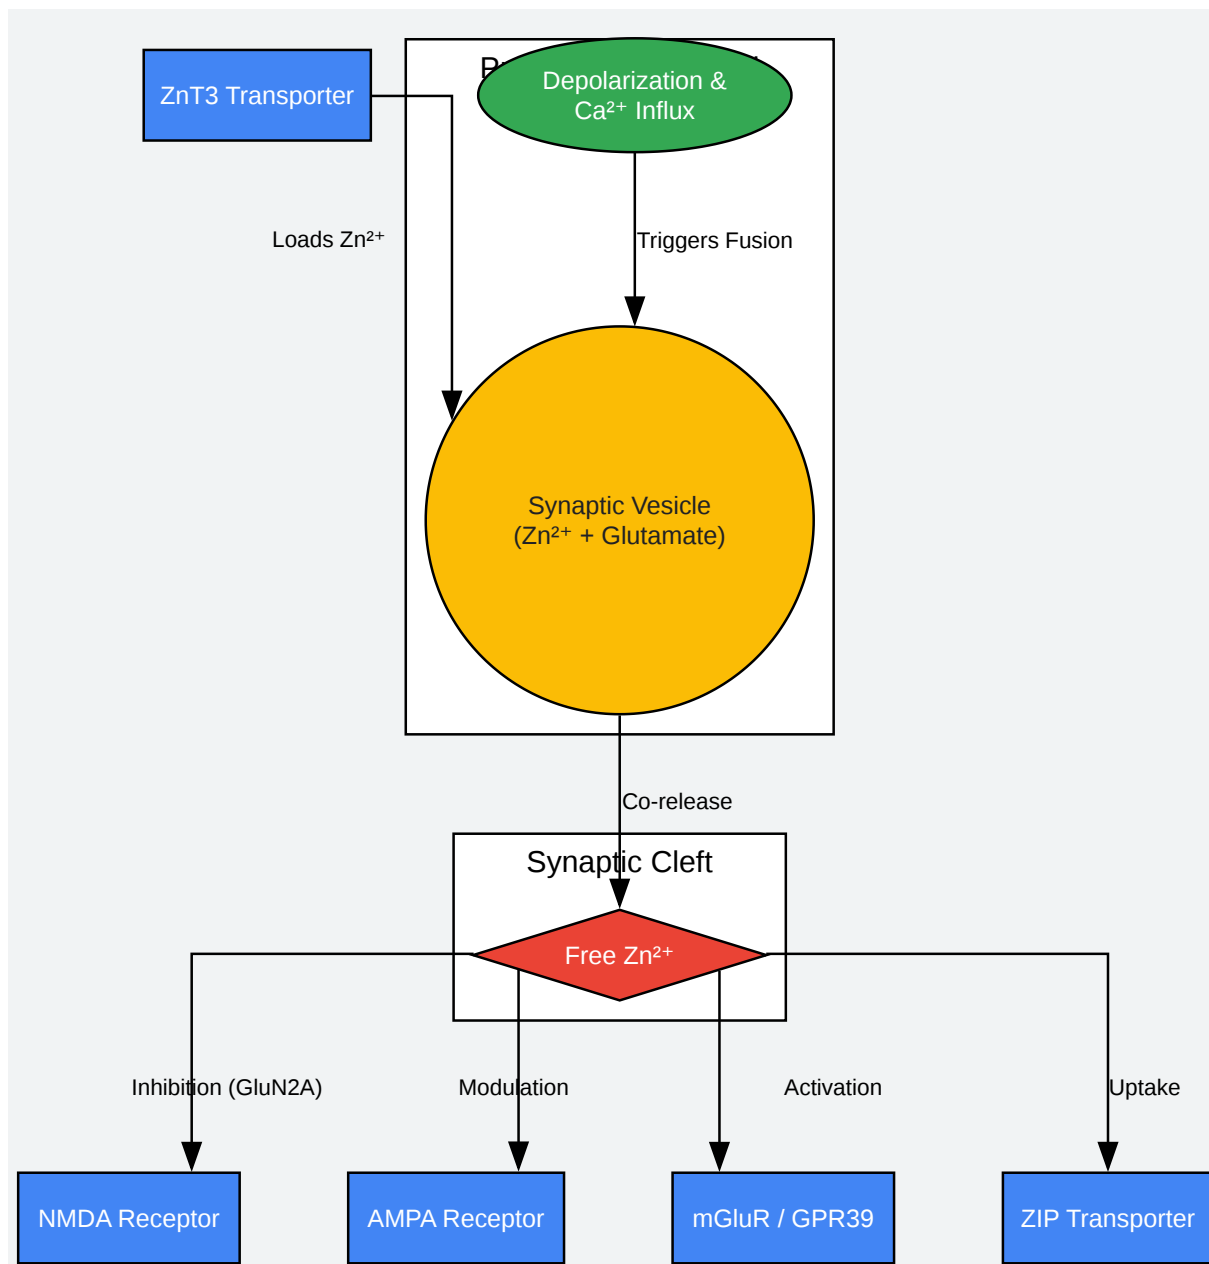 ZnT3 Transporter
Depolarization &
Ca²⁺ Influx
Loads Zn²⁺
Triggers Fusion
Synaptic Vesicle
(Zn²⁺ + Glutamate)
Co-release
Synaptic Cleft
Free Zn²⁺
Inhibition (GluN2A)
Modulation
Activation
Uptake
NMDA Receptor
AMPA Receptor
mGluR / GPR39
ZIP Transporter